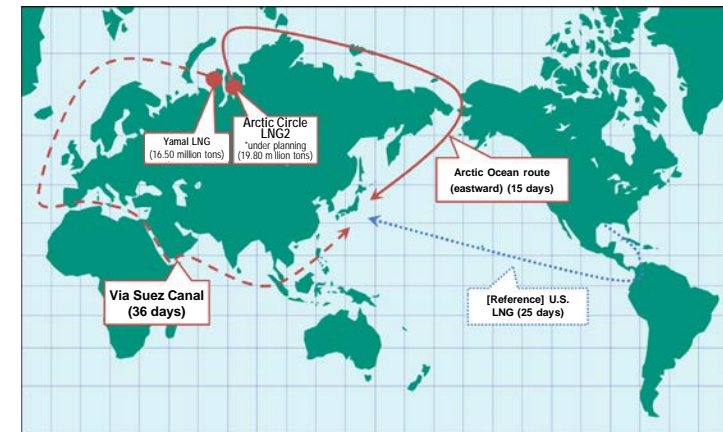 Yamal LNG
(16.50 million tons)
Arctic Circle
LNG2
*under planning
(19.80 million tons)
Arctic Ocean route
(eastward) (15 days)
Via Suez Canal
(36 days)
[Reference] U.S.
LNG (25 days)